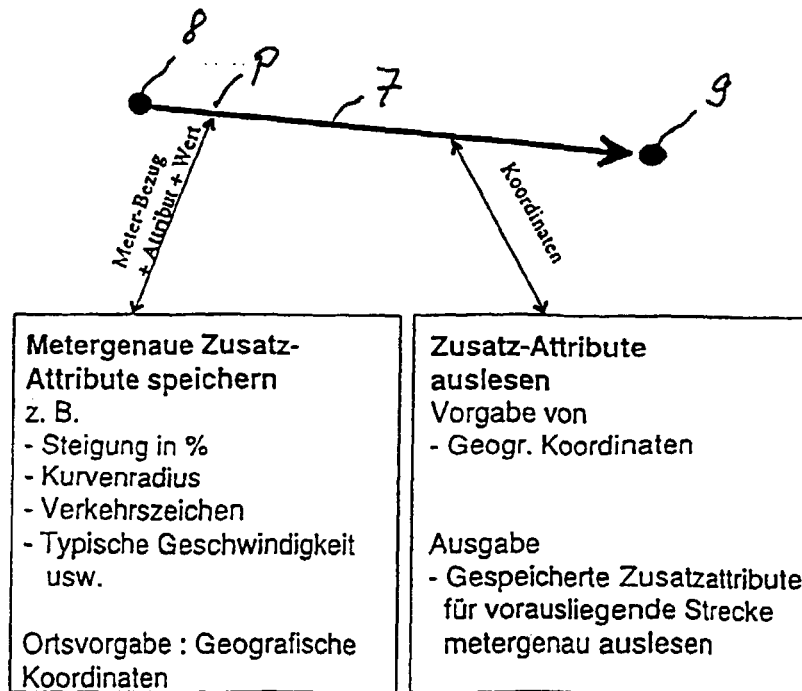 8
P
7
9
Meter-Bezug
+ Attribut + Wert
Koordinaten
Metergenaue Zusatz-
Attribute speichern
z. B.
- Steigung in %
- Kurvenradius
- Verkehrszeichen
- Typische Geschwindigkeit
usw.
Ortsvorgabe : Geografische
Koordinaten
Zusatz-Attribute
auslesen
Vorgabe von
- Geogr. Koordinaten
Ausgabe
- Gespeicherte Zusatzattribute
für vorausliegende Strecke
metergenau auslesen